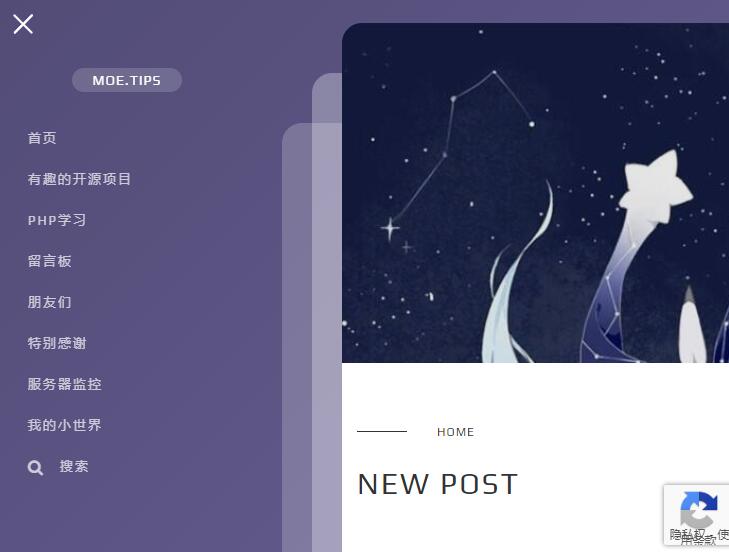 MOE.TIPS
首页
有趣的开源项目
PHP学习
留言板
朋友们
特别感谢
服务器监控
我的小世界
搜索
HOME
NEW POST
隐私权 - 使
用条款